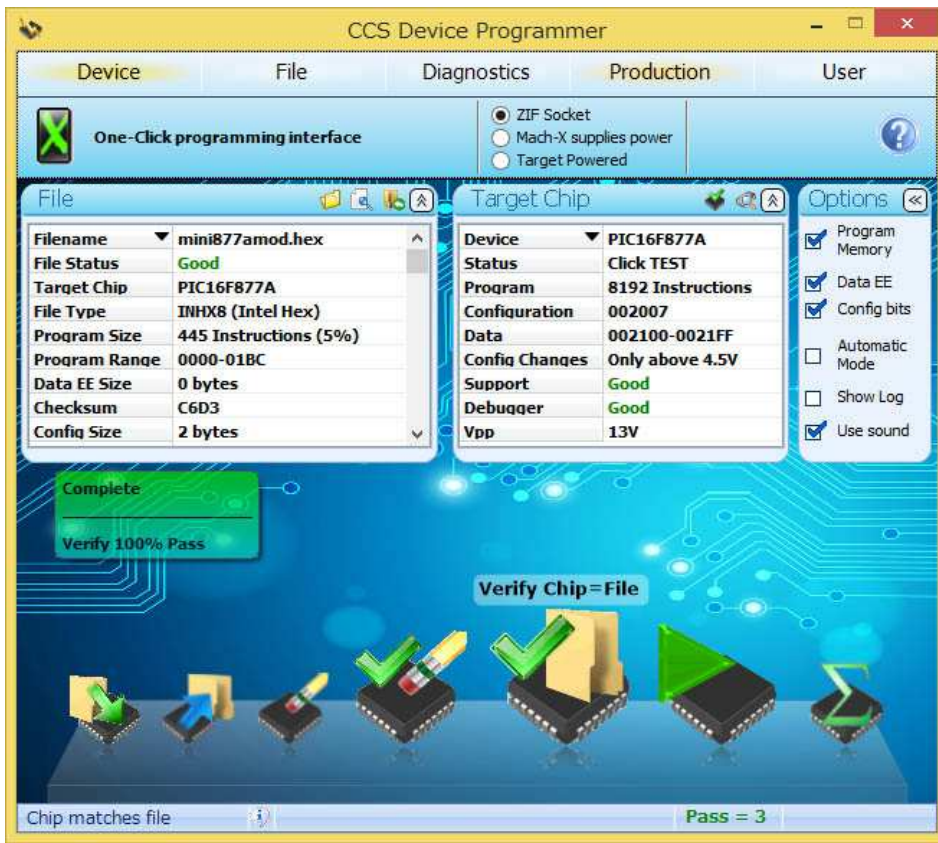 CCS Device Programmer
Device File Diagnostics Production User
One-Click programming interface
ZIF Socket
Mach-X supplies power
Target Powered
File
Filename mini877amod.hex
File Status Good
Target Chip PIC16F877A
File Type INHX8 (Intel Hex)
Program Size 445 Instructions (5%)
Program Range 0000-01BC
Data EE Size 0 bytes
Checksum C6D3
Config Size 2 bytes
Target Chip
Device PIC16F877A
Status Click TEST
Program 8192 Instructions
Configuration 002007
Data 002100-0021FF
Config Changes Only above 4.5V
Support Good
Debugger Good
Vpp 13V
Options
Program
Memory
Data EE
Config bits
Automatic
Mode
Show Log
Use sound
Complete
Verify 100% Pass
Verify Chip=File
Chip matches file Pass = 3